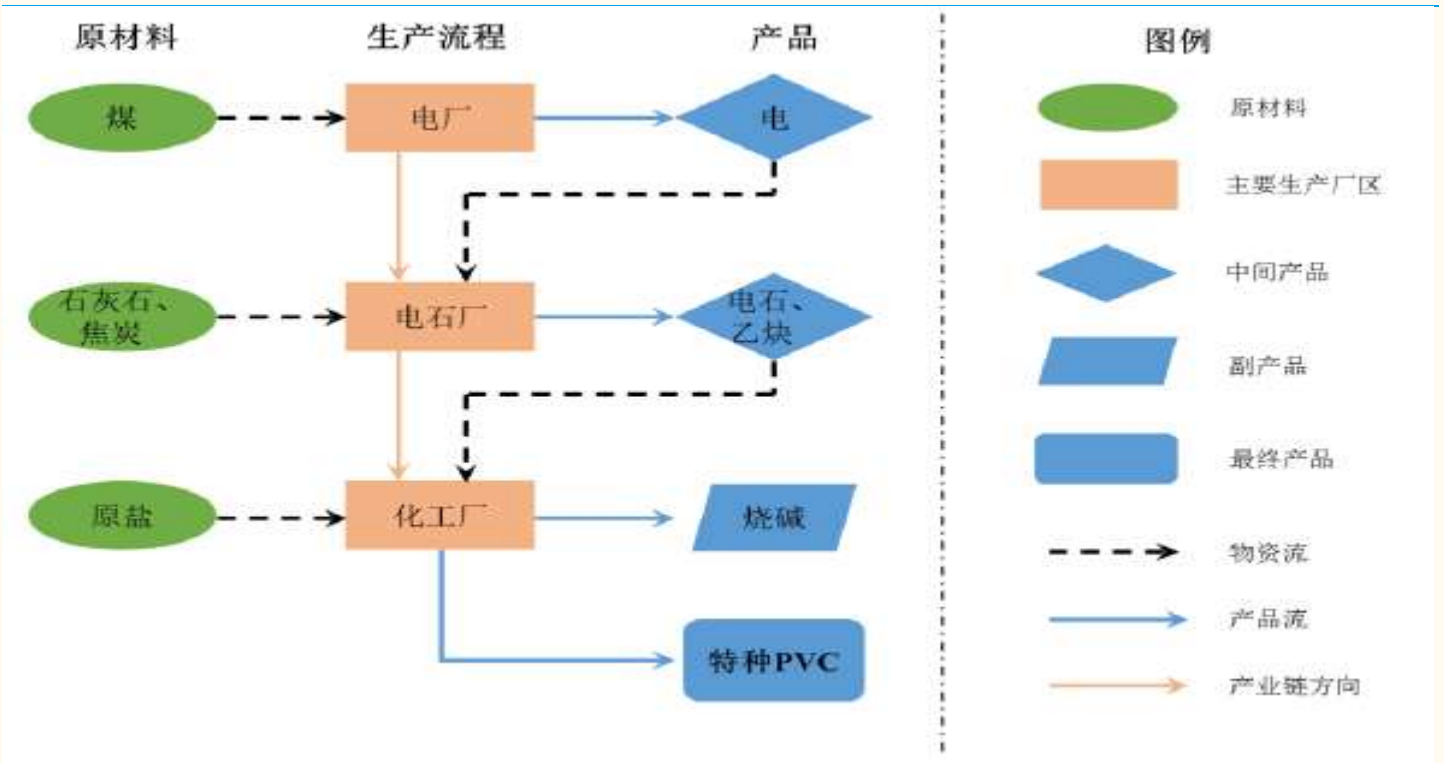 原材料 生产流程 产品 图例
煤 电厂 电 原材料
主要生产厂区
中间产品
石灰石、
焦炭
电石厂
电石、
乙炔
副产品
最终产品
原盐 化工厂 烧碱
物资流
产品流
特种PVC
产业链方向